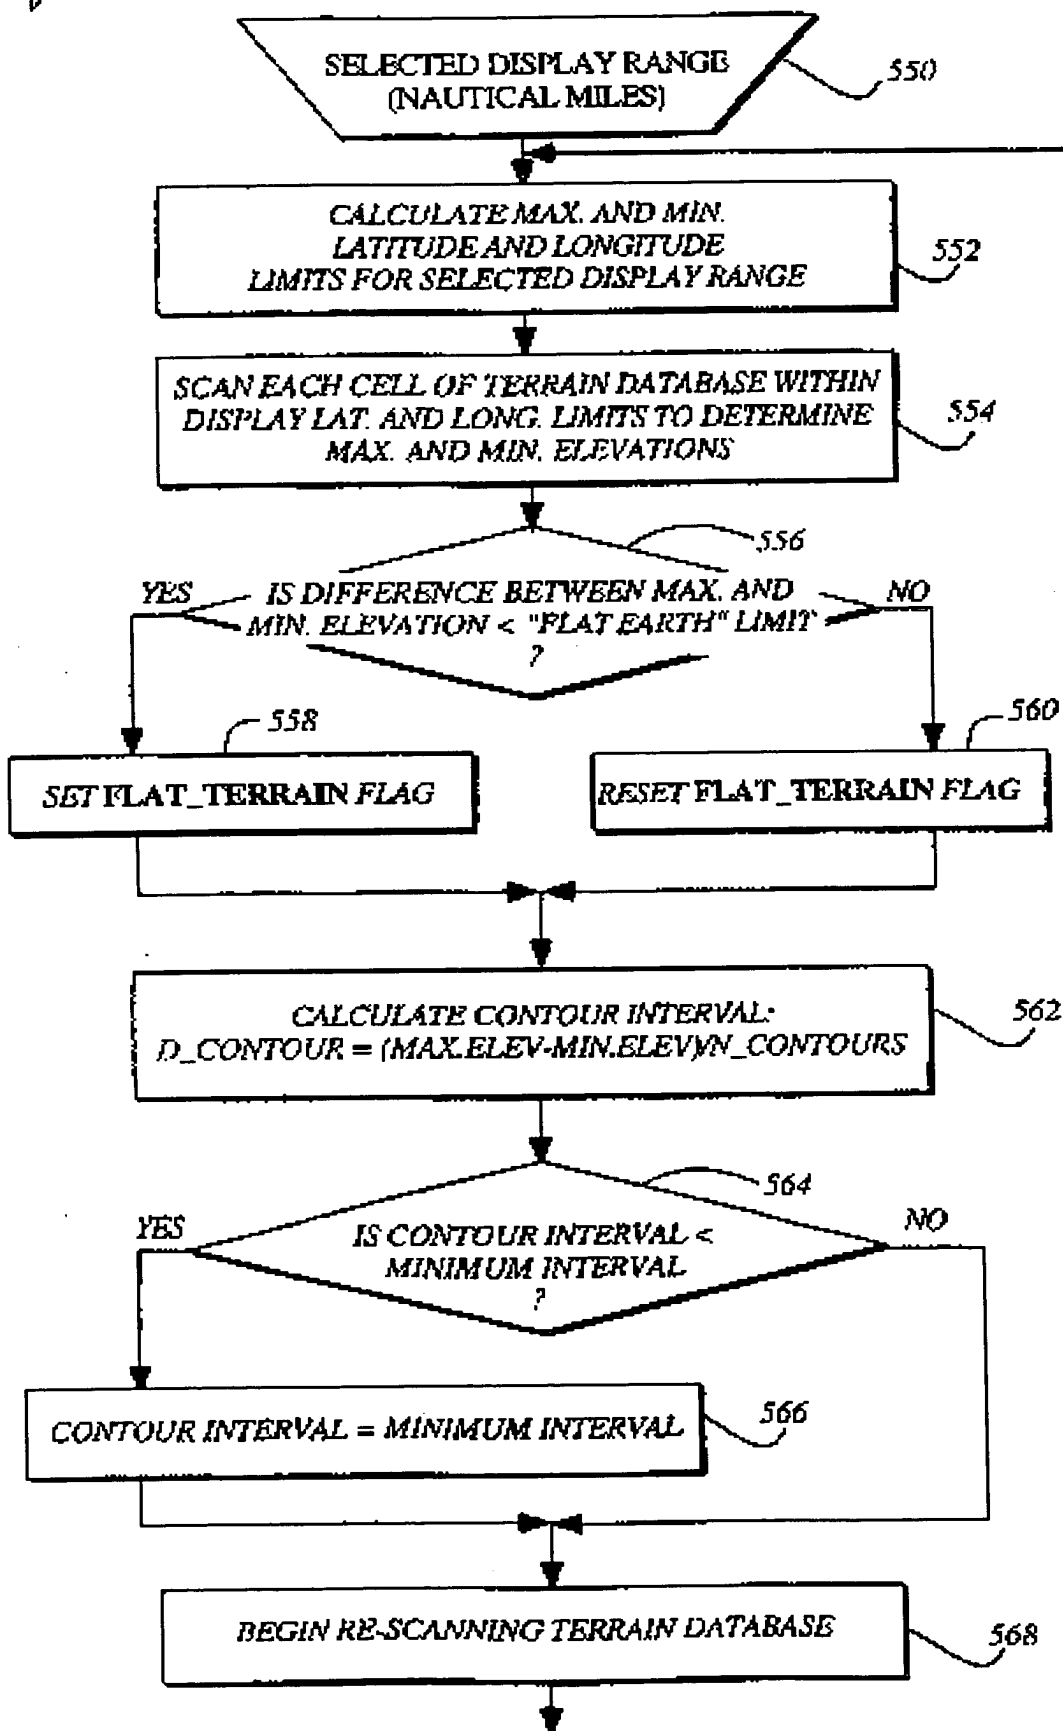 SELECTED DISPLAY RANGE
(NAUTICAL MILES)
550
CALCULATE MAX. AND MIN.
LATITUDE AND LONGITUDE
LIMITS FOR SELECTED DISPLAY RANGE
552
SCAN EACH CELL OF TERRAIN DATABASE WITHIN
DISPLAY LAT. AND LONG. LIMITS TO DETERMINE
MAX. AND MIN. ELEVATIONS
554
556
YES
IS DIFFERENCE BETWEEN MAX. AND
MIN. ELEVATION < "FLAT EARTH" LIMIT
?
NO
558
SET FLAT_TERRAIN FLAG
560
RESET FLAT_TERRAIN FLAG
CALCULATE CONTOUR INTERVAL:
D_CONTOUR = (MAX.ELEV-MIN.ELEV)/N_CONTOURS
562
564
YES
IS CONTOUR INTERVAL <
MINIMUM INTERVAL
?
NO
CONTOUR INTERVAL = MINIMUM INTERVAL
566
BEGIN RE-SCANNING TERRAIN DATABASE
568